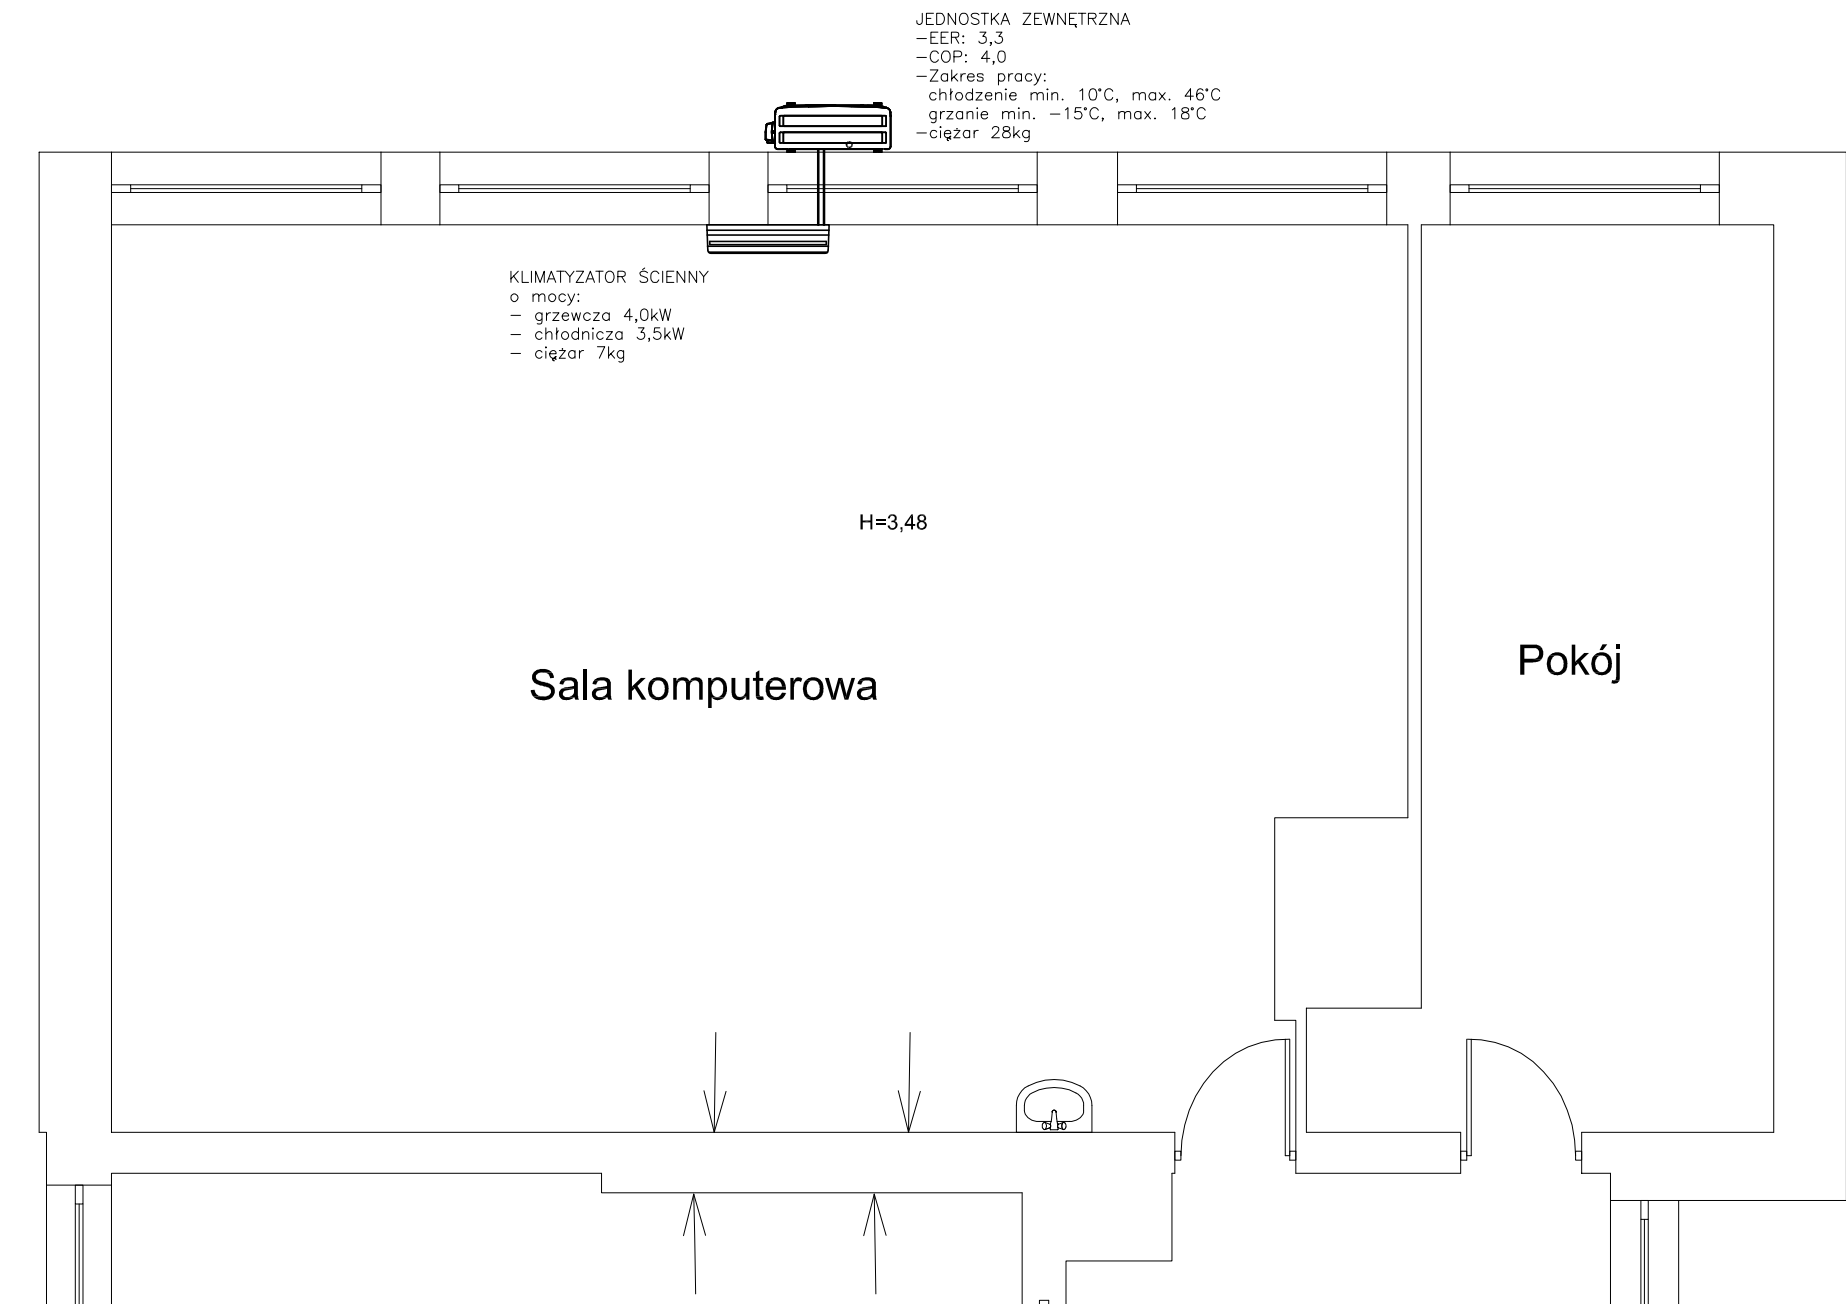 JEDNOSTKA ZEWNĘTRZNA
-EER: 3,3
-COP: 4,0
-Zakres pracy:
chłodzenie min. 10°C, max. 46°C
grzanie min. -15°C, max. 18°C
-ciężar 28kg
KLIMATYZATOR ŚCIENNY
o mocy:
- grzewcza 4,0kW
- chłodnicza 3,5kW
- ciężar 7kg
H=3,48
Sala komputerowa
Pokój